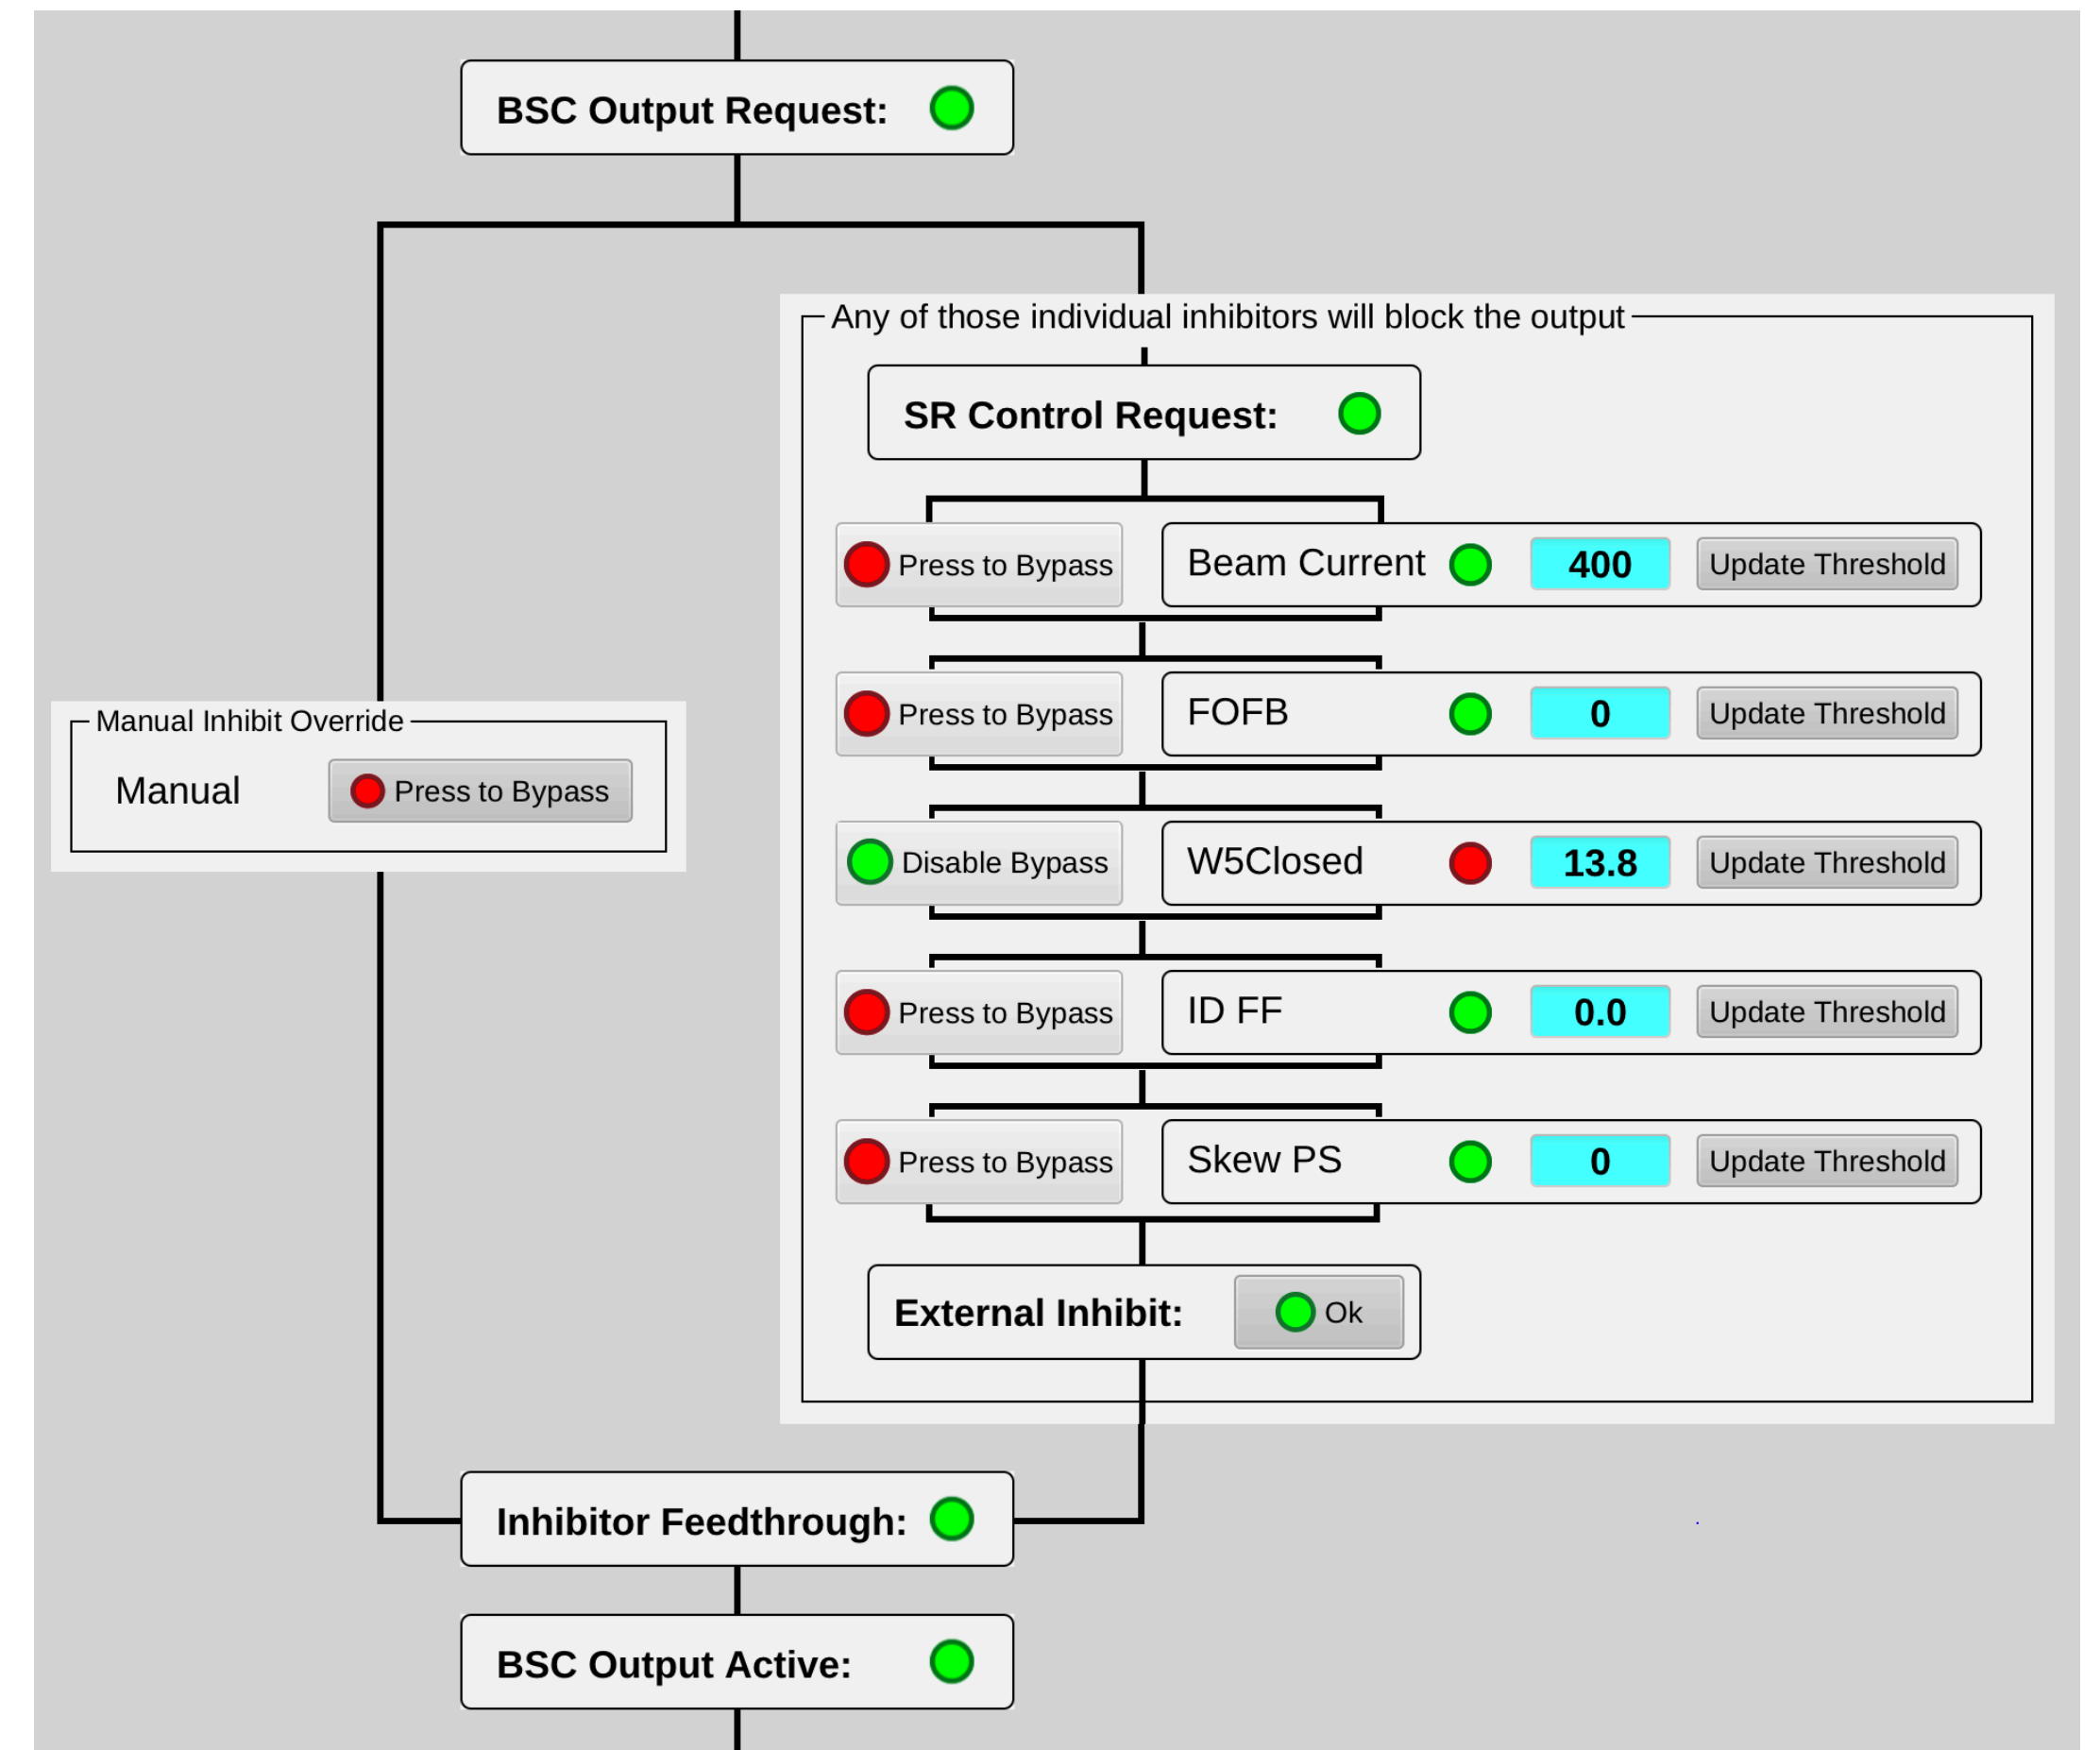 BSC Output Request:
Any of those individual inhibitors will block the output
SR Control Request:
Press to Bypass Beam Current 400 Update Threshold
Press to Bypass FOFB 0 Update Threshold
Manual Inhibit Override
Manual Press to Bypass
Disable Bypass W5Closed 13.8 Update Threshold
Press to Bypass ID FF 0.0 Update Threshold
Press to Bypass Skew PS 0 Update Threshold
External Inhibit: Ok
Inhibitor Feedthrough:
BSC Output Active: